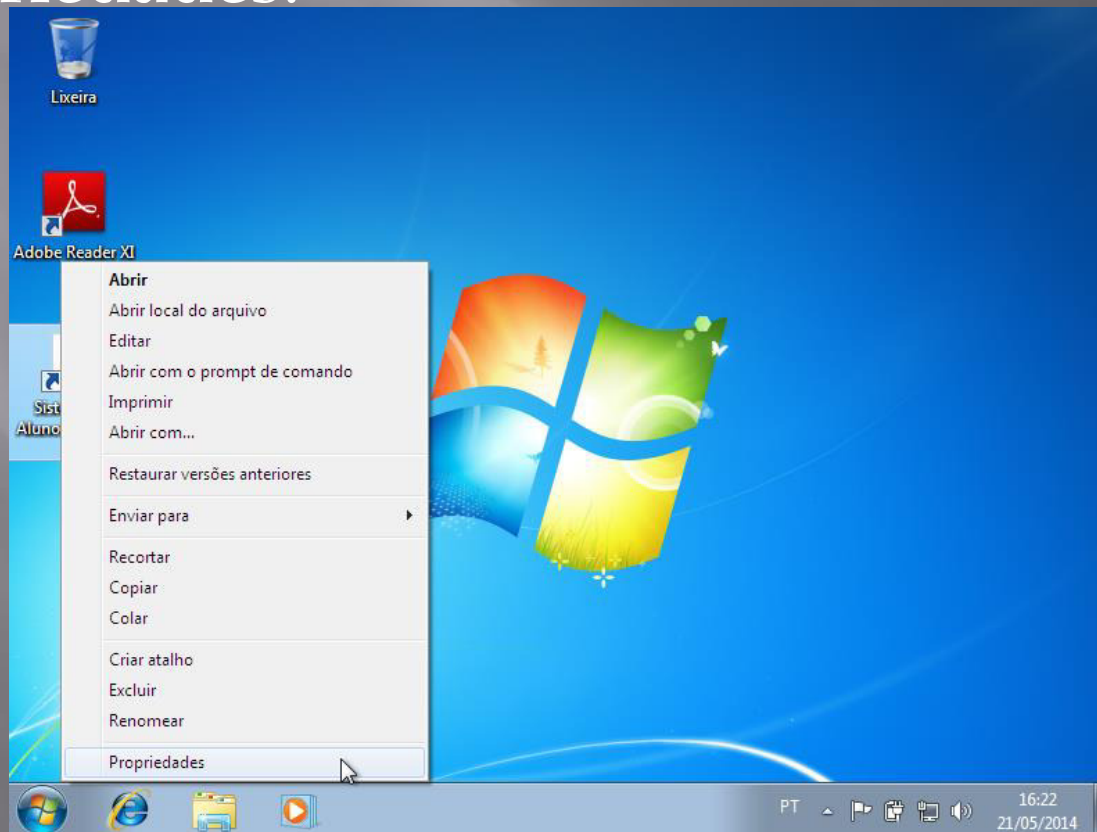 Lixeira
Adobe Reader XI
Abrir
Abrir local do arquivo
Editar
Abrir com o prompt de comando
Imprimir
Abrir com...
Restaurar versões anteriores
Enviar para
Recortar
Copiar
Colar
Criar atalho
Excluir
Renomear
Propriedades
PT
16:22
21/05/2014